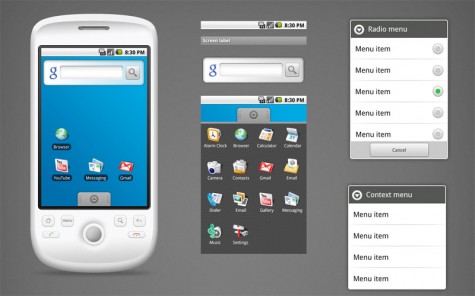 8:30 PM
g
Browser
YouTube Messaging Gmail
Menu
8:30 PM
Screen label
g
8:30 PM
Alarm Clock Browser Calculator Calendar
Camera Contacts Gmail Email
Dialer Email Gallery Messaging
Music Settings
Radio menu
Menu item
Menu item
Menu item
Menu item
Menu item
Cancel
Context menu
Menu item
Menu item
Menu item
Menu item